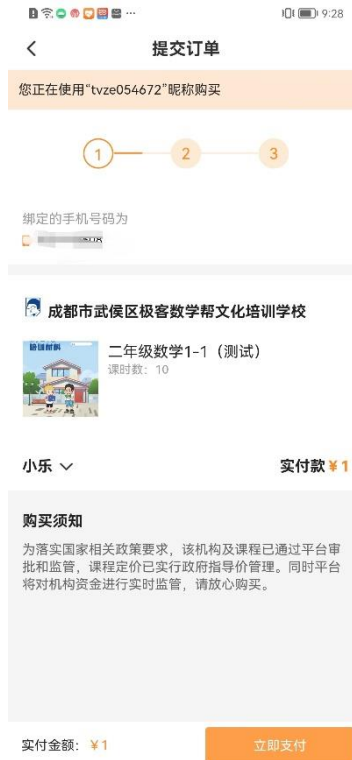 9:28
提交订单
您正在使用“tvze054672”昵称购买
1
2
3
绑定的手机号码为
成都市武侯区极客数学帮文化培训学校
二年级数学1-1（测试）
课时数：10
小乐
实付款￥1
购买须知
为落实国家相关政策要求，该机构及课程已通过平台审
批和监管，课程定价已实行政府指导价管理。同时平台
将对机构资金进行实时监管，请放心购买。
实付金额：￥1
立即支付